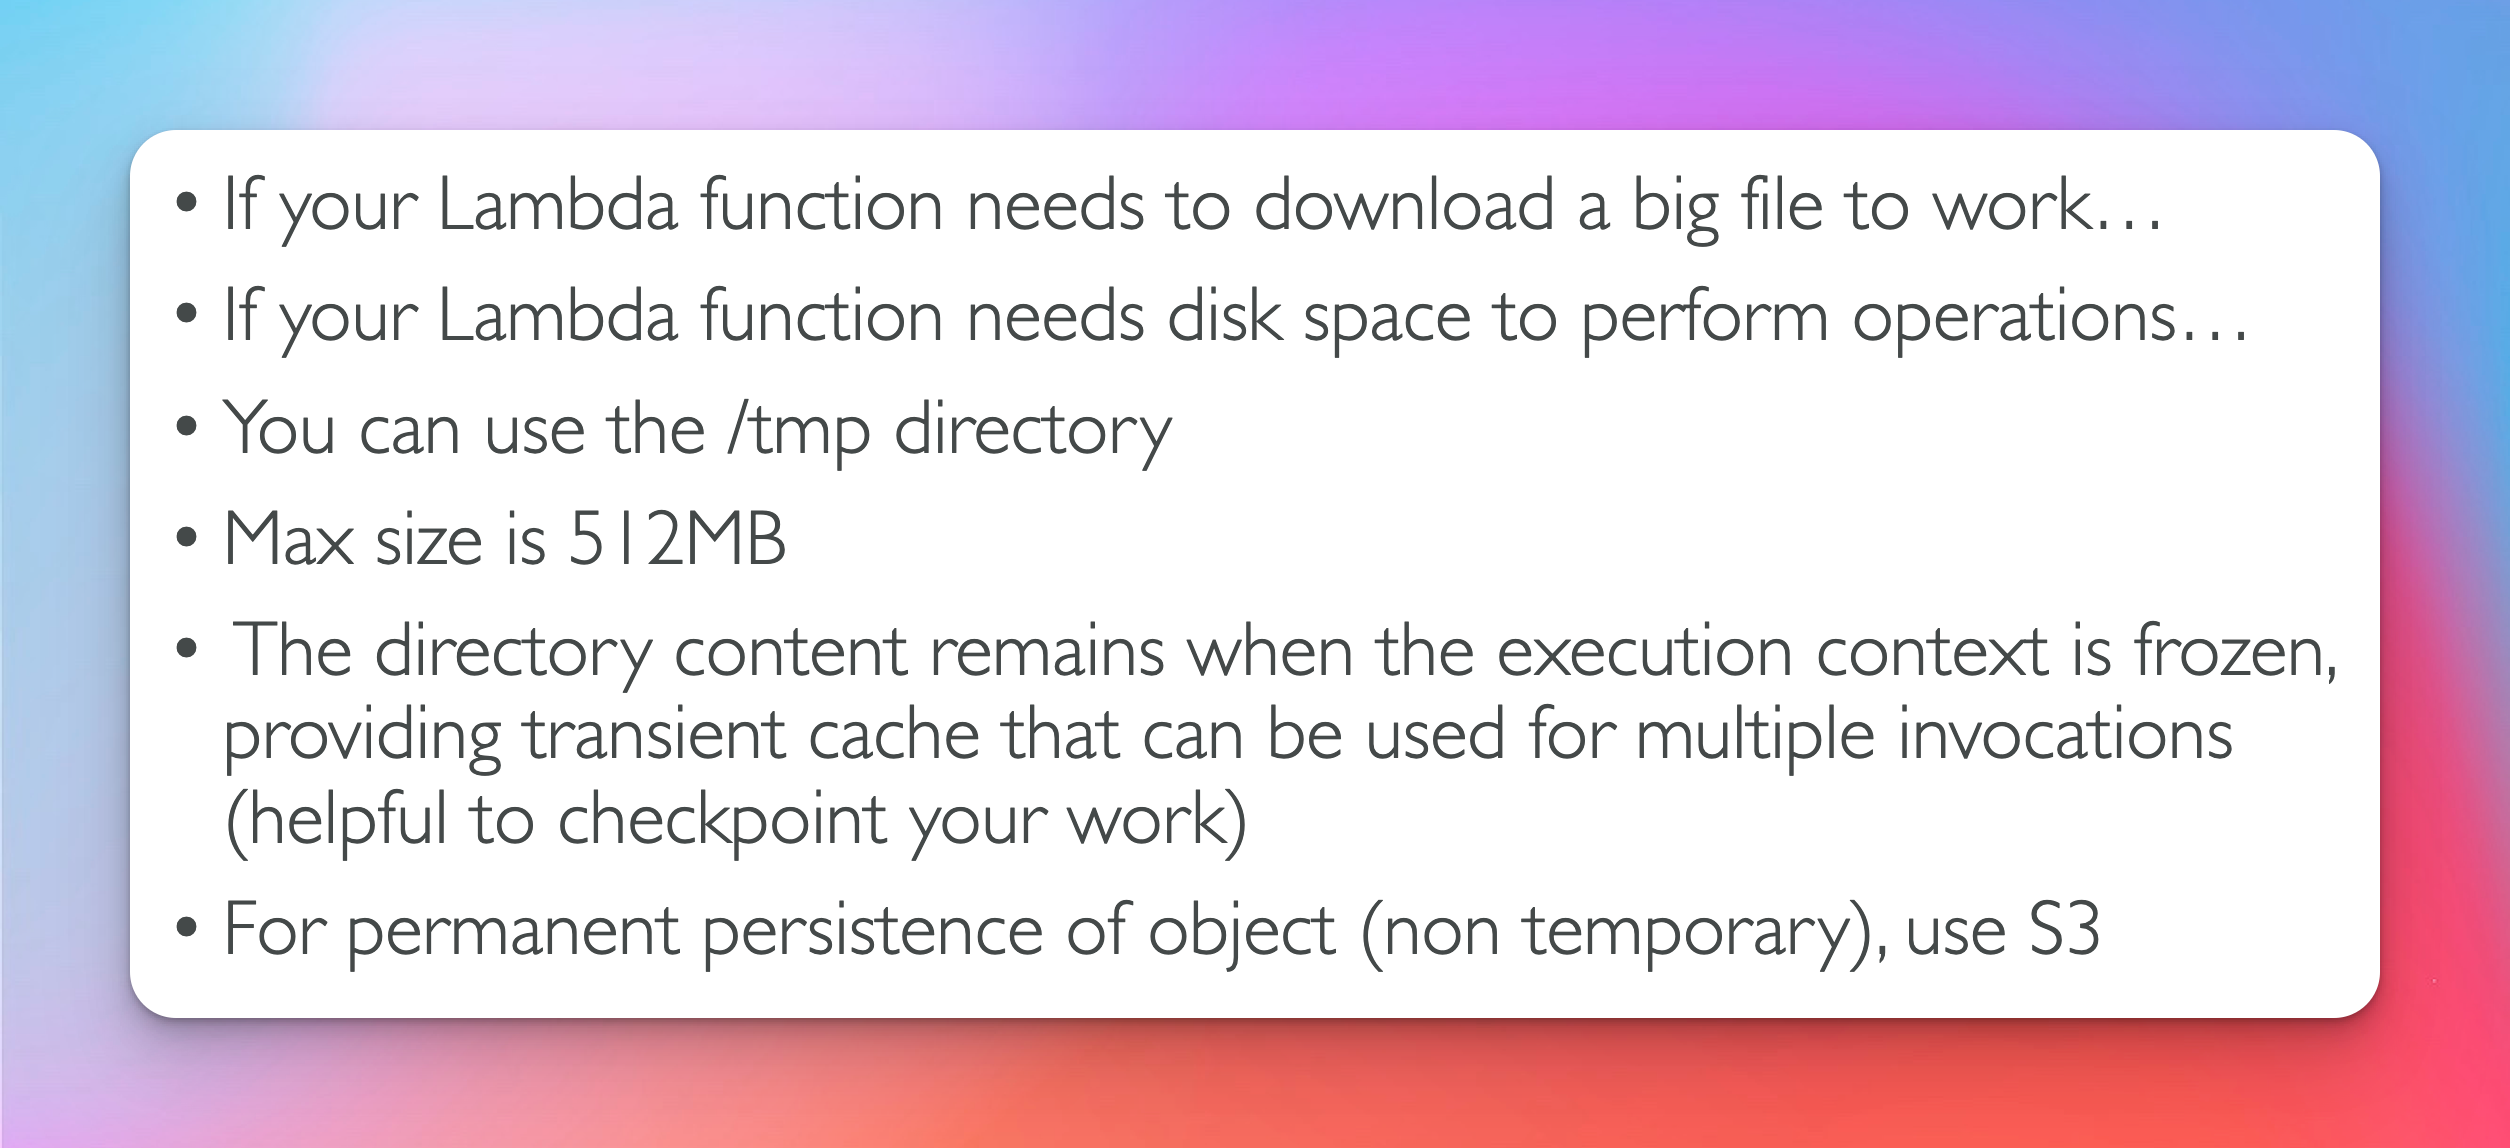 • If your Lambda function needs to download a big file to work…
• If your Lambda function needs disk space to perform operations…
• You can use the /tmp directory
• Max size is 512MB
• The directory content remains when the execution context is frozen,
providing transient cache that can be used for multiple invocations
(helpful to checkpoint your work)
• For permanent persistence of object (non temporary), use S3